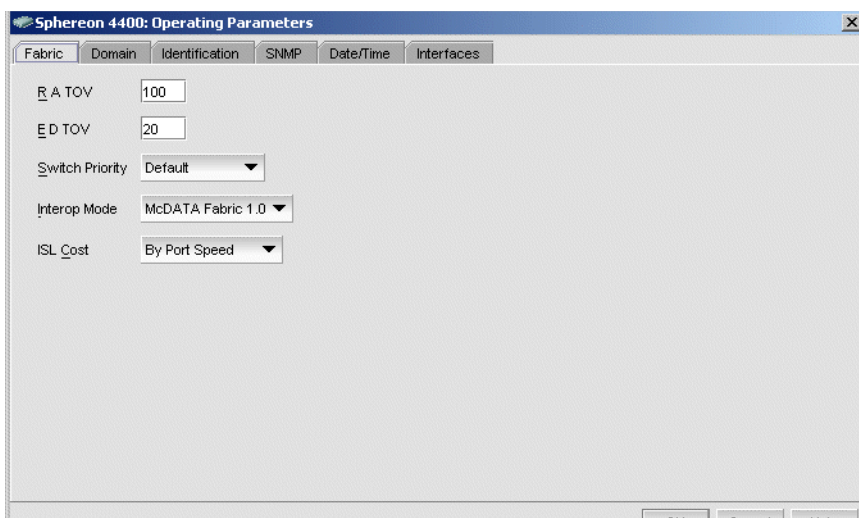 Sphereon 4400: Operating Parameters
Fabric Domain Identification SNMP Date/Time Interfaces
R A TOV 100
E D TOV 20
Switch Priority Default
Interop Mode McDATA Fabric 1.0
ISL Cost By Port Speed